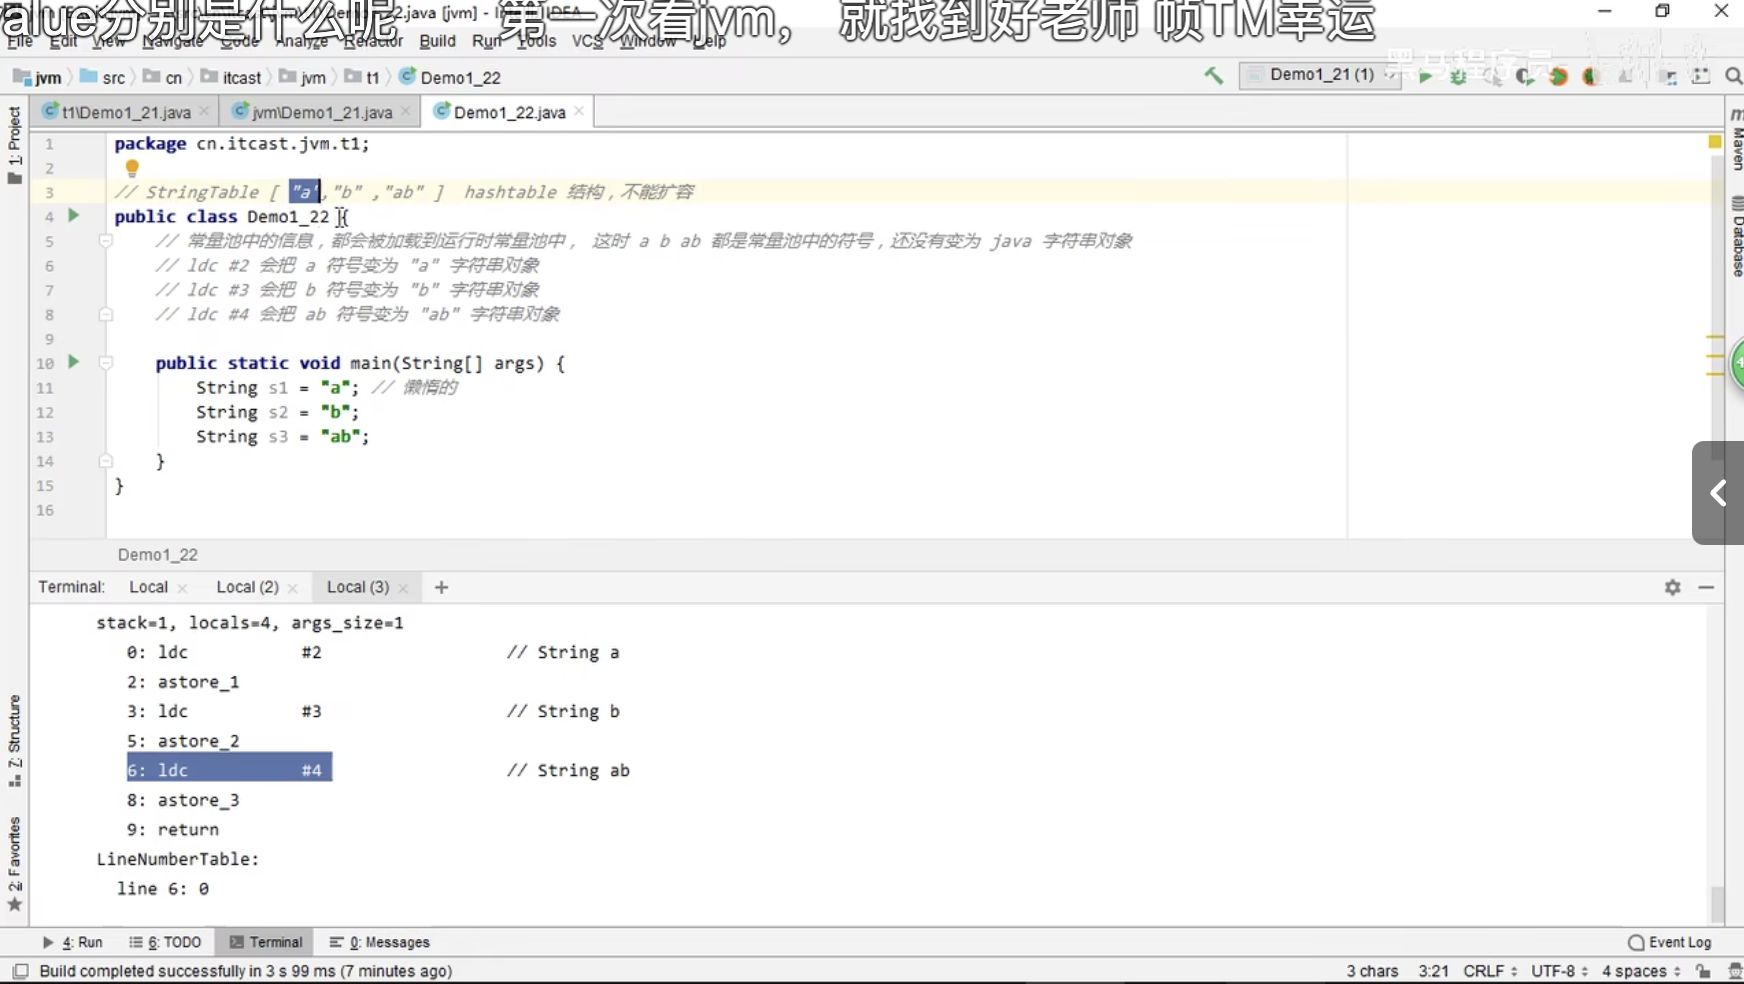 alue分别是什么呢 第一次看jvm， 就找到好老师 帧TM幸运
File Edit View Navigate Code Analyze Refactor Build Run Tools VCS Window Help
jvm src cn itcast jvm t1 Demo1_22 Demo1_21 (1)
黑马程序员
t1\Demo1_21.java jvm\Demo1_21.java Demo1_22.java
1 package cn.itcast.jvm.t1;
2
3 // StringTable [ "a","b" ,"ab" ] hashtable 结构，不能扩容
4 public class Demo1_22 {
5 // 常量池中的信息，都会被加载到运行时常量池中， 这时 a b ab 都是常量池中的符号，还没有变为 java 字符串对象
6 // ldc #2 会把 a 符号变为 "a" 字符串对象
7 // ldc #3 会把 b 符号变为 "b" 字符串对象
8 // ldc #4 会把 ab 符号变为 "ab" 字符串对象
9
10 public static void main(String[] args) {
11 String s1 = "a"; // 懒惰的
12 String s2 = "b";
13 String s3 = "ab";
14 }
15 }
16
Demo1_22
1: Project
7: Structure
2: Favorites
Maven
Database
Terminal: Local Local (2) Local (3) +
stack=1, locals=4, args_size=1
0: ldc #2 // String a
2: astore_1
3: ldc #3 // String b
5: astore_2
6: ldc #4 // String ab
8: astore_3
9: return
LineNumberTable:
line 6: 0
4: Run 6: TODO Terminal 0: Messages Event Log
Build completed successfully in 3 s 99 ms (7 minutes ago) 3 chars 3:21 CRLF UTF-8 4 spaces